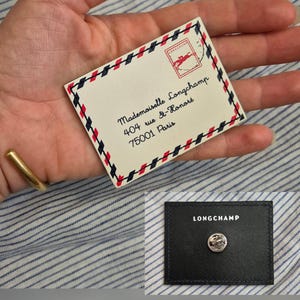 Mademoiselle Longchamp
404 rue St-Honoré
75001 Paris
LONGCHAMP